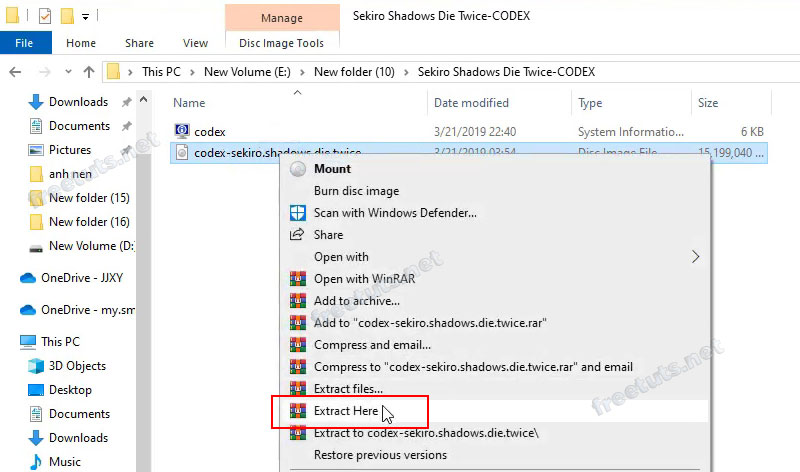 Manage
Sekiro Shadows Die Twice-CODEX
File
Home
Share
View
Disc Image Tools
This PC
New Volume (E:)
New folder (10)
Sekiro Shadows Die Twice-CODEX
Name
Date modified
Type
Size
Downloads
Documents
Pictures
anh nen
New folder (15)
New folder (16)
New Volume (D:
OneDrive - JJXY
OneDrive - my.sm
This PC
3D Objects
Desktop
Documents
Downloads
Music
codex
3/21/2019 22:40
System Informatio...
6 KB
codex-sekiro.shadows.die.twice
3/21/2019 03:54
Disc Image File
15,199,040 ...
Mount
Burn disc image
Scan with Windows Defender...
Share
Open with
Open with WinRAR
Add to archive...
Add to "codex-sekiro.shadows.die.twice.rar"
Compress and email...
Compress to "codex-sekiro.shadows.die.twice.rar" and email
Extract files...
Extract Here
Extract to codex-sekiro.shadows.die.twice\
Restore previous versions
freetuts.net
freetuts.net
freetuts.net